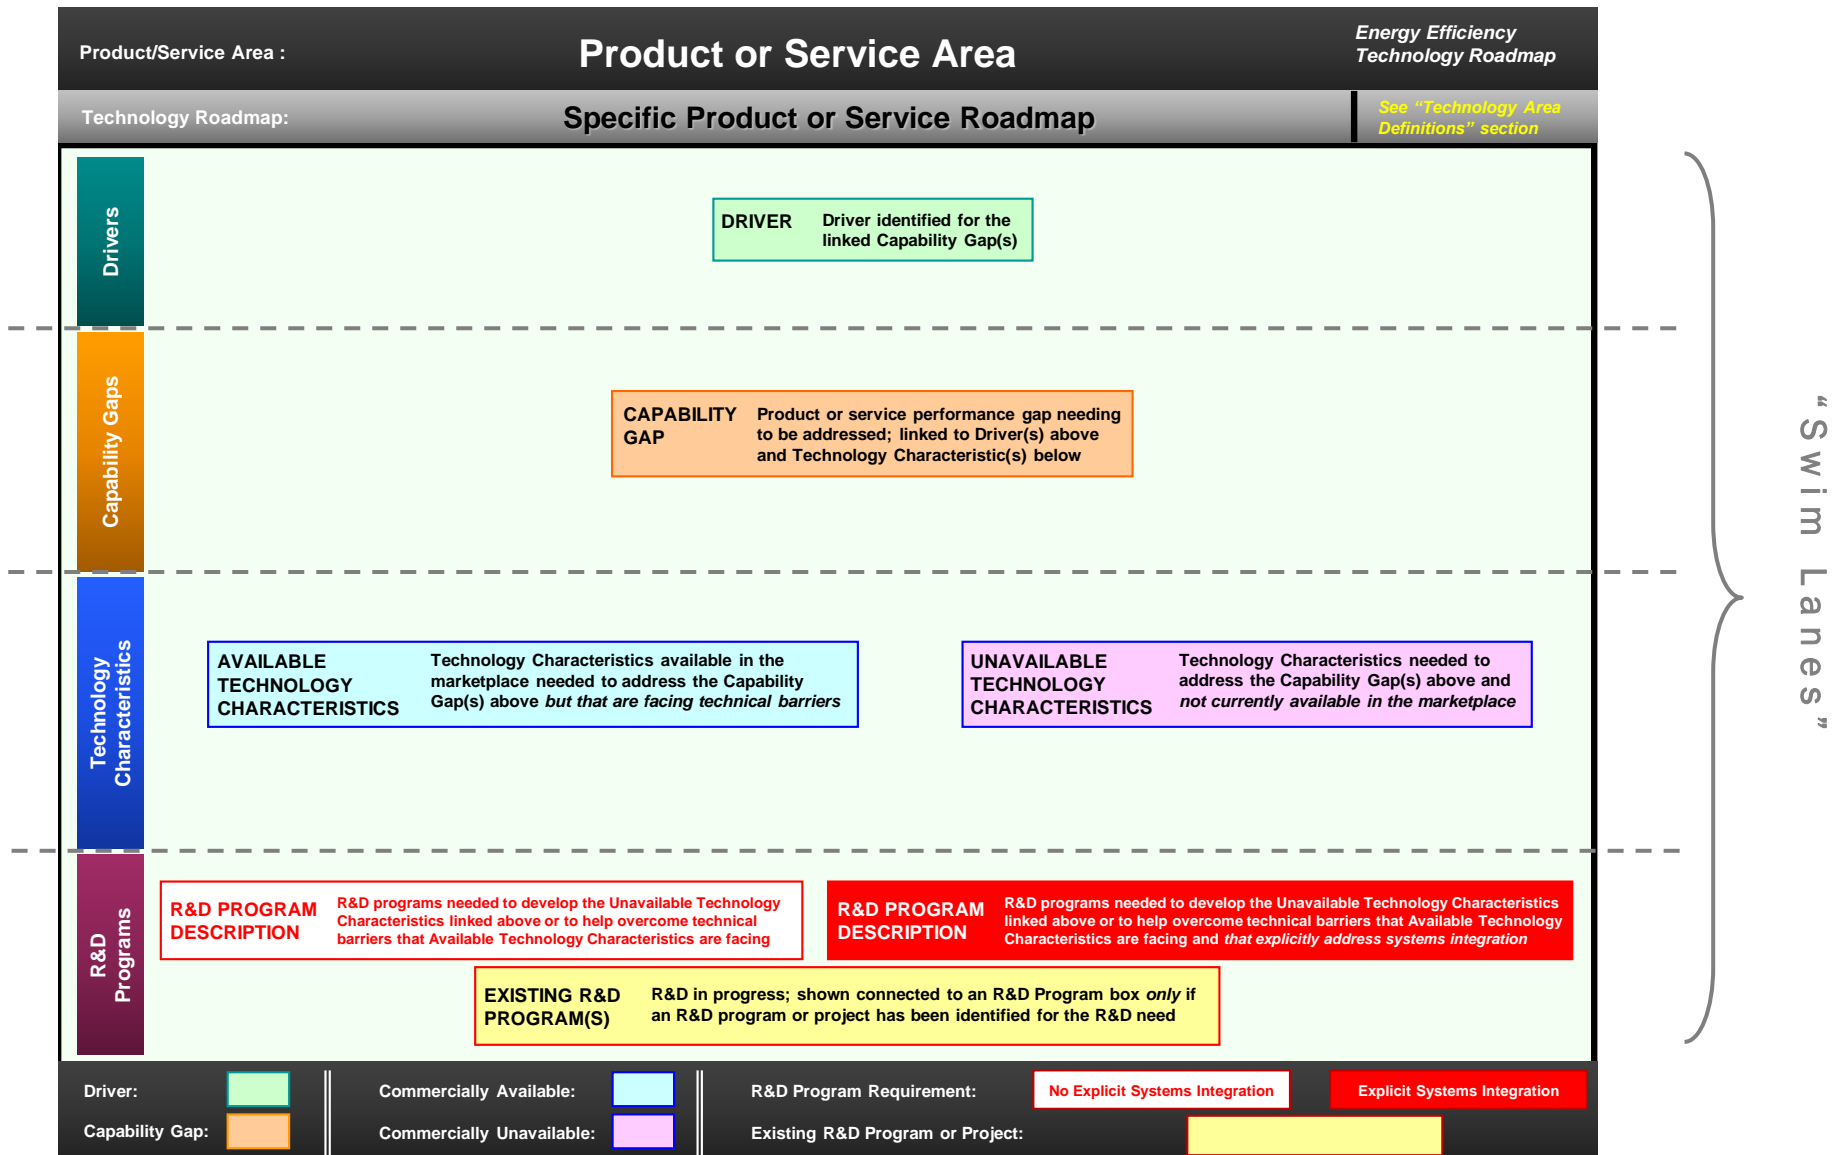 Product/Service Area :
Product or Service Area
Energy Efficiency
Technology Roadmap
Technology Roadmap:
Specific Product or Service Roadmap
See “Technology Area
Definitions” section
Drivers
DRIVER
Driver identified for the
linked Capability Gap(s)
Capability Gaps
CAPABILITY
GAP
Product or service performance gap needing
to be addressed; linked to Driver(s) above
and Technology Characteristic(s) below
Technology
Characteristics
AVAILABLE
TECHNOLOGY
CHARACTERISTICS
Technology Characteristics available in the
marketplace needed to address the Capability
Gap(s) above but that are facing technical barriers
UNAVAILABLE
TECHNOLOGY
CHARACTERISTICS
Technology Characteristics needed to
address the Capability Gap(s) above and
not currently available in the marketplace
R&D
Programs
R&D PROGRAM
DESCRIPTION
R&D programs needed to develop the Unavailable Technology
Characteristics linked above or to help overcome technical
barriers that Available Technology Characteristics are facing
R&D PROGRAM
DESCRIPTION
R&D programs needed to develop the Unavailable Technology Characteristics
linked above or to help overcome technical barriers that Available Technology
Characteristics are facing and that explicitly address systems integration
EXISTING R&D
PROGRAM(S)
R&D in progress; shown connected to an R&D Program box only if
an R&D program or project has been identified for the R&D need
“Swim Lanes”
Driver:
Capability Gap:
Commercially Available:
Commercially Unavailable:
R&D Program Requirement:
No Explicit Systems Integration
Explicit Systems Integration
Existing R&D Program or Project: